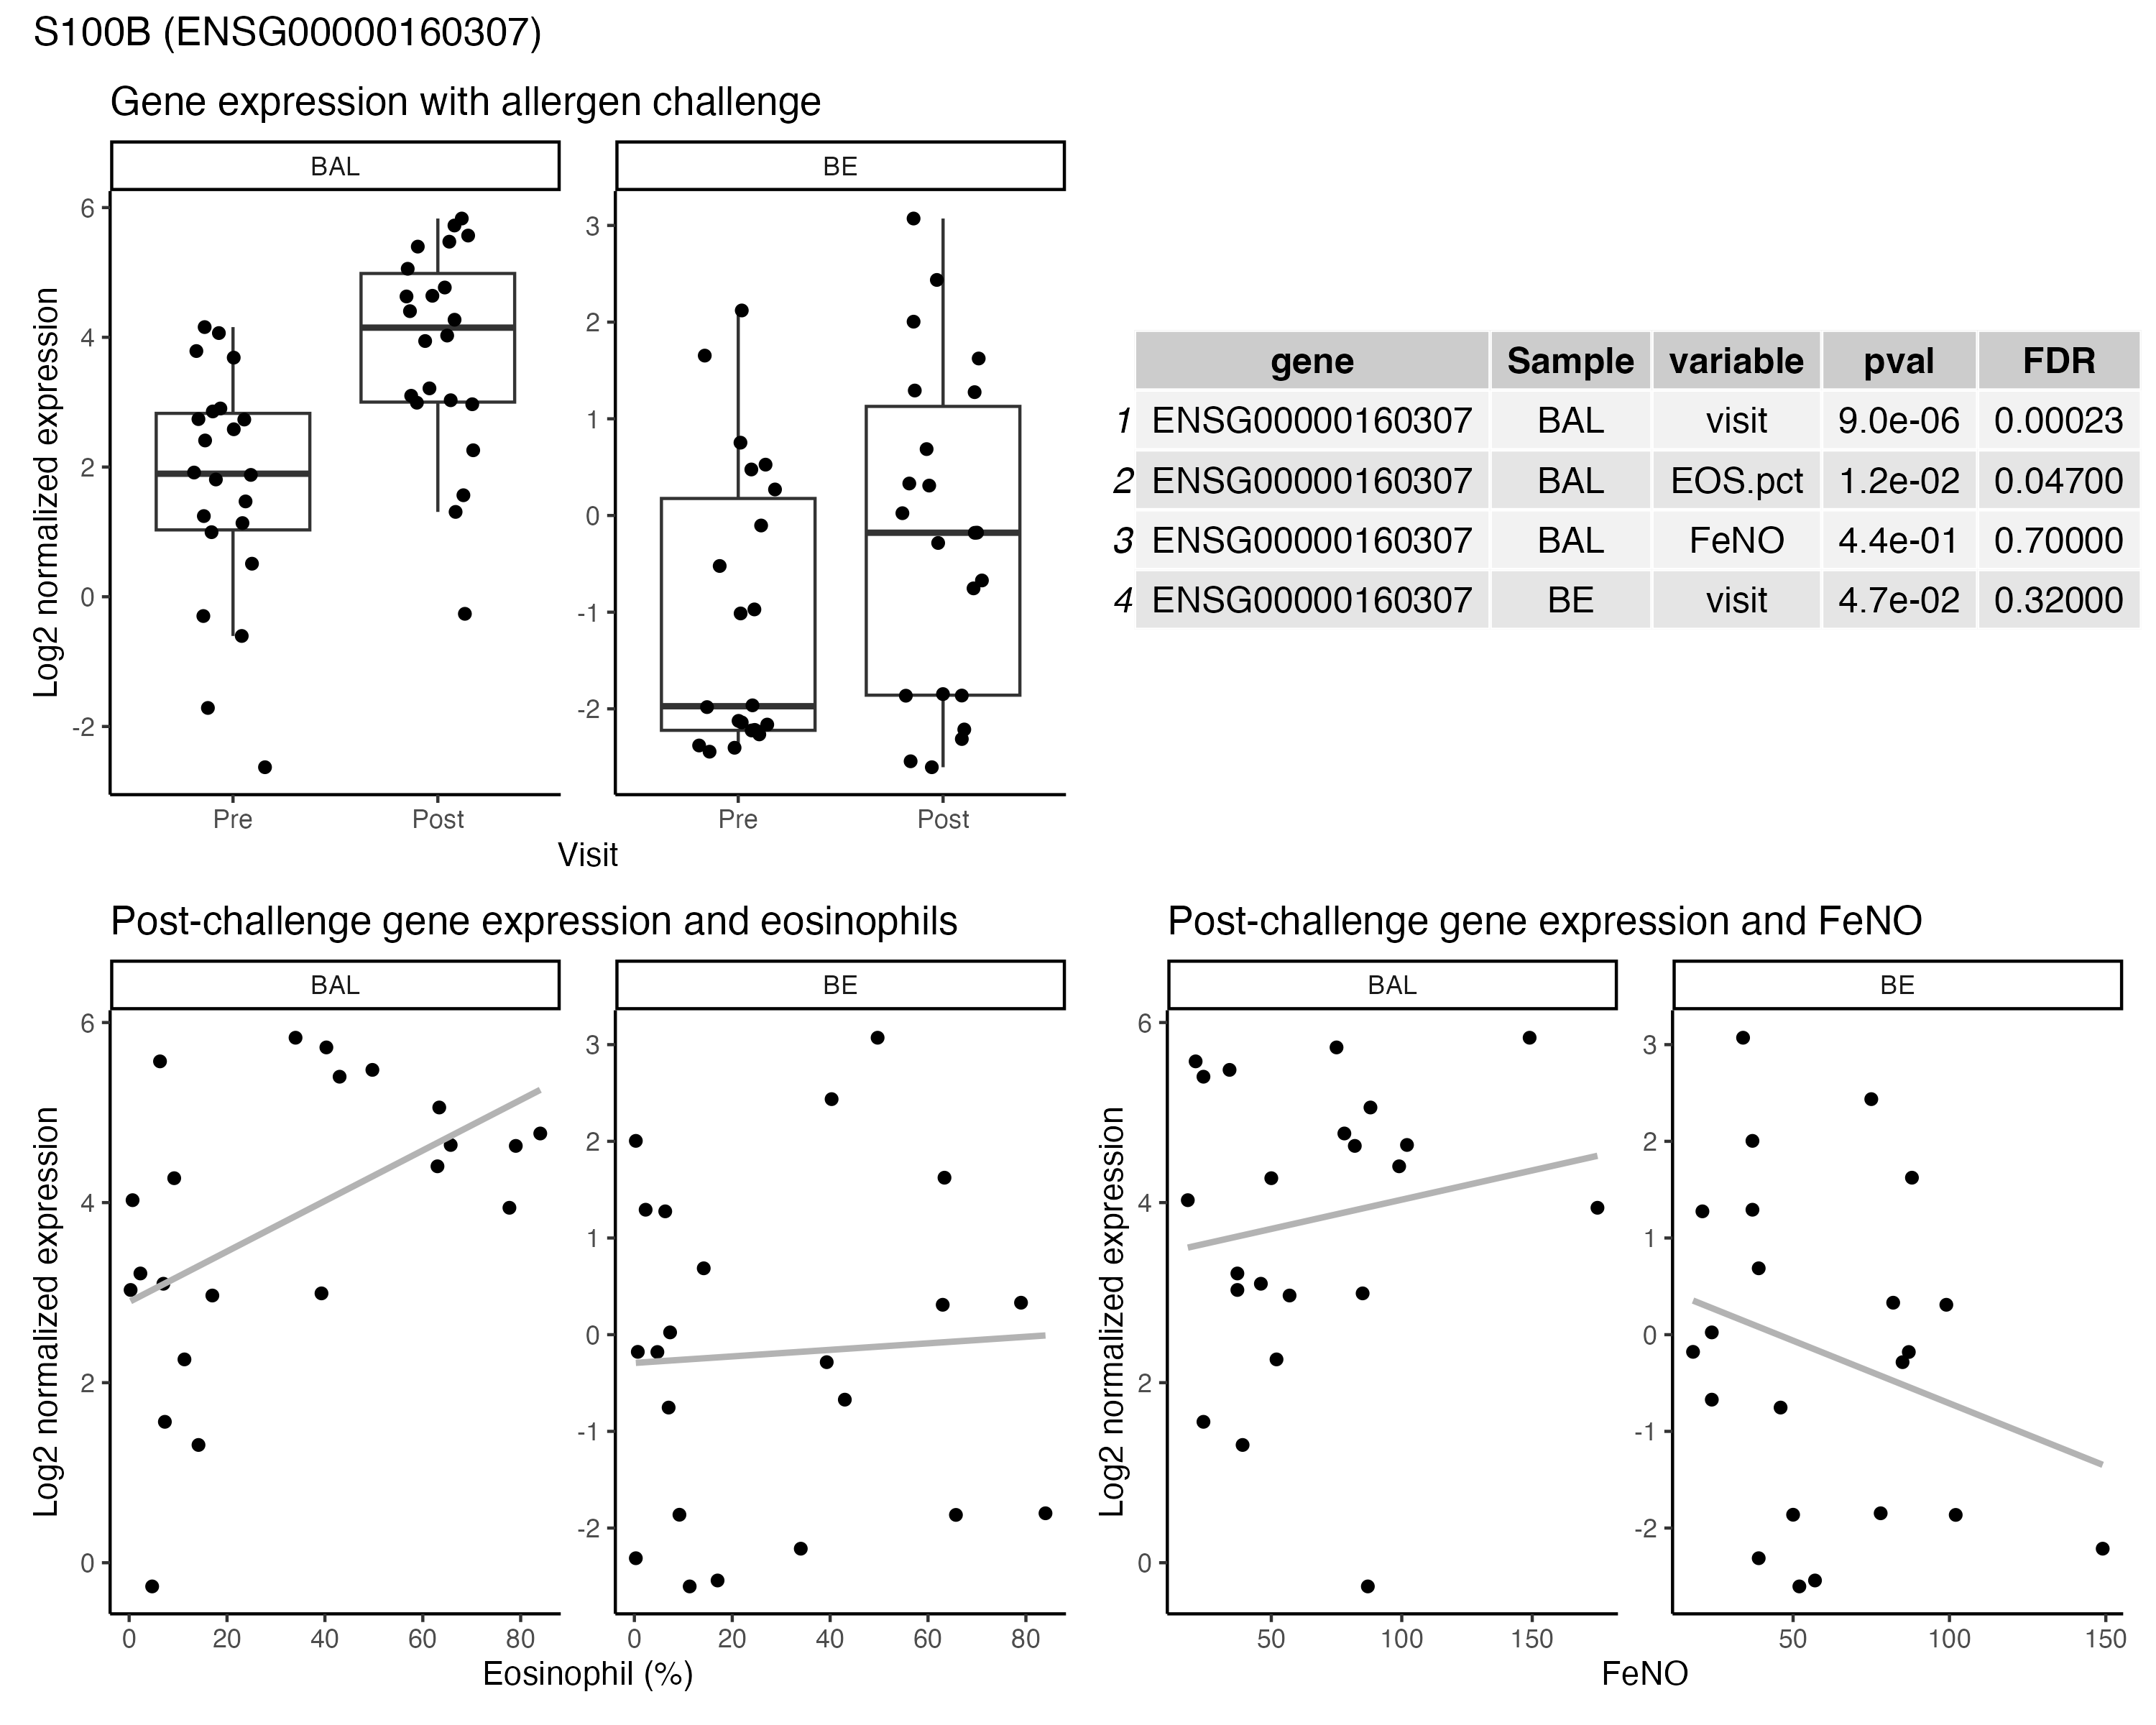 S100B (ENSG00000160307)
Gene expression with allergen challenge
BAL
BE
Log2 normalized expression
6
4
2
0
-2
3
2
1
0
-1
-2
Pre
Post
Pre
Post
Visit
gene Sample variable pval FDR
1 ENSG00000160307 BAL visit 9.0e-06 0.00023
2 ENSG00000160307 BAL EOS.pct 1.2e-02 0.04700
3 ENSG00000160307 BAL FeNO 4.4e-01 0.70000
4 ENSG00000160307 BE visit 4.7e-02 0.32000
Post-challenge gene expression and eosinophils
BAL
BE
Log2 normalized expression
6
4
2
0
3
2
1
0
-1
-2
0 20 40 60 80
0 20 40 60 80
Eosinophil (%)
Post-challenge gene expression and FeNO
BAL
BE
Log2 normalized expression
6
4
2
0
3
2
1
0
-1
-2
50 100 150
50 100 150
FeNO